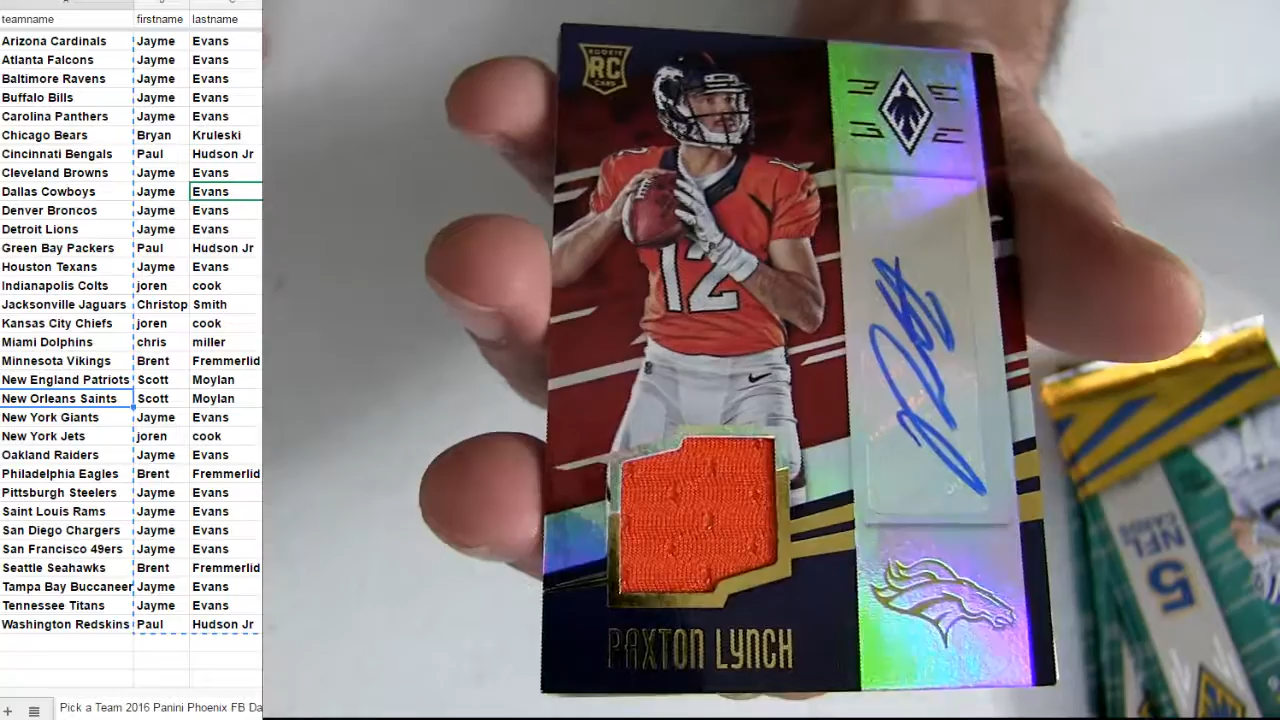 teamname firstname lastname
Arizona Cardinals Jayme Evans
Atlanta Falcons Jayme Evans
Baltimore Ravens Jayme Evans
Buffalo Bills Jayme Evans
Carolina Panthers Jayme Evans
Chicago Bears Bryan Kruleski
Cincinnati Bengals Paul Hudson Jr
Cleveland Browns Jayme Evans
Dallas Cowboys Jayme Evans
Denver Broncos Jayme Evans
Detroit Lions Jayme Evans
Green Bay Packers Paul Hudson Jr
Houston Texans Jayme Evans
Indianapolis Colts joren cook
Jacksonville Jaguars Christop Smith
Kansas City Chiefs joren cook
Miami Dolphins chris miller
Minnesota Vikings Brent Fremmerlid
New England Patriots Scott Moylan
New Orleans Saints Scott Moylan
New York Giants Jayme Evans
New York Jets joren cook
Oakland Raiders Jayme Evans
Philadelphia Eagles Brent Fremmerlid
Pittsburgh Steelers Jayme Evans
Saint Louis Rams Jayme Evans
San Diego Chargers Jayme Evans
San Francisco 49ers Jayme Evans
Seattle Seahawks Brent Fremmerlid
Tampa Bay Buccaneer Jayme Evans
Tennessee Titans Jayme Evans
Washington Redskins Paul Hudson Jr
Pick a Team 2016 Panini Phoenix FB Da
ROOKIE
RC
CARD
12
12
PAXTON LYNCH
5
NFL
CARDS